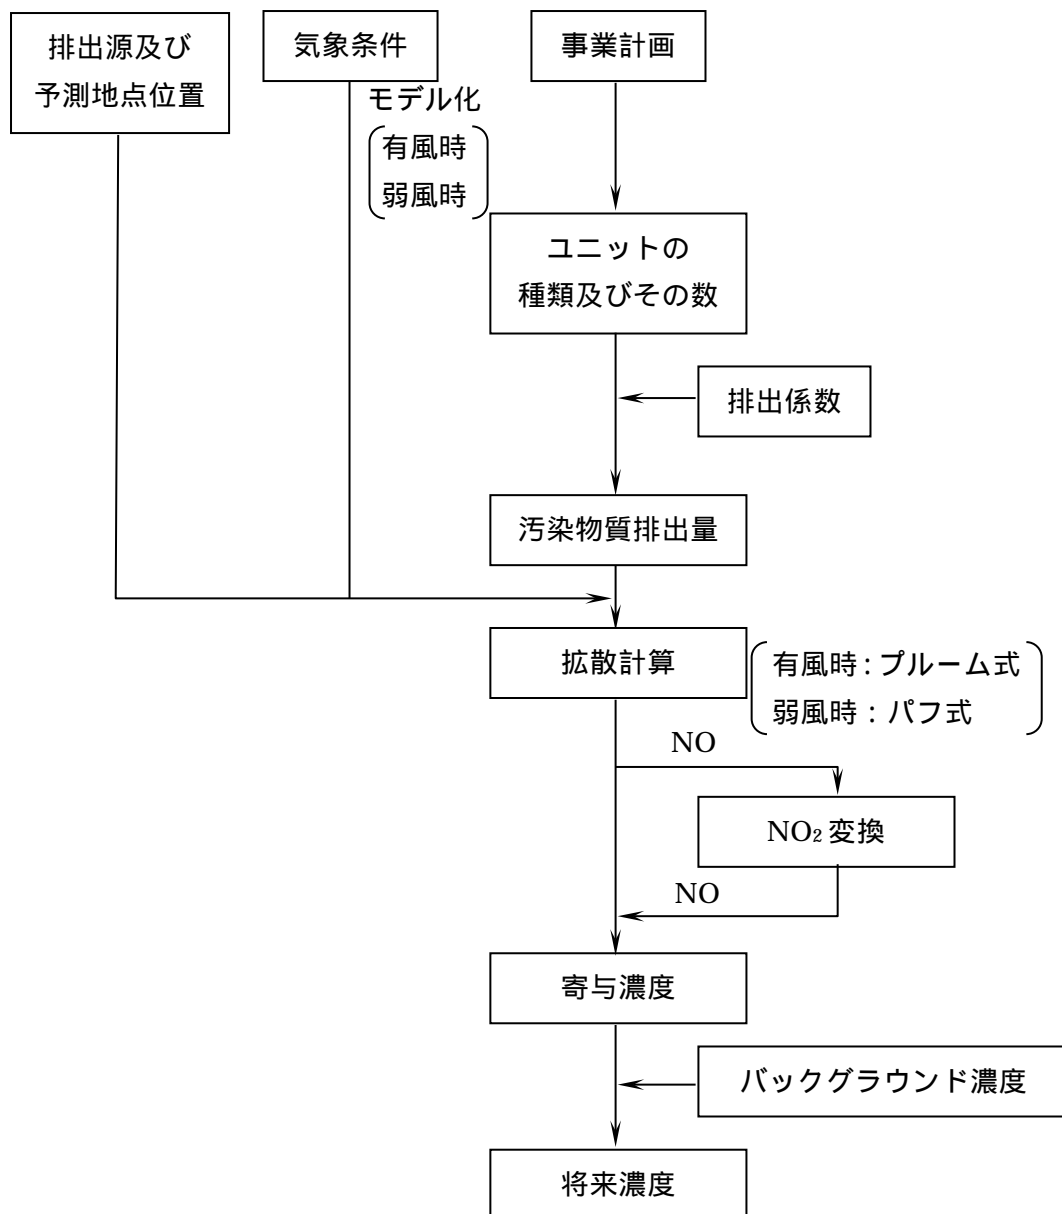 排出源及び
予測地点位置
気象条件
事業計画
モデル化
有風時
弱風時
ユニットの
種類及びその数
排出係数
汚染物質排出量
拡散計算
有風時:プルーム式
弱風時:パフ式
NO
NO₂変換
NO
寄与濃度
バックグラウンド濃度
将来濃度